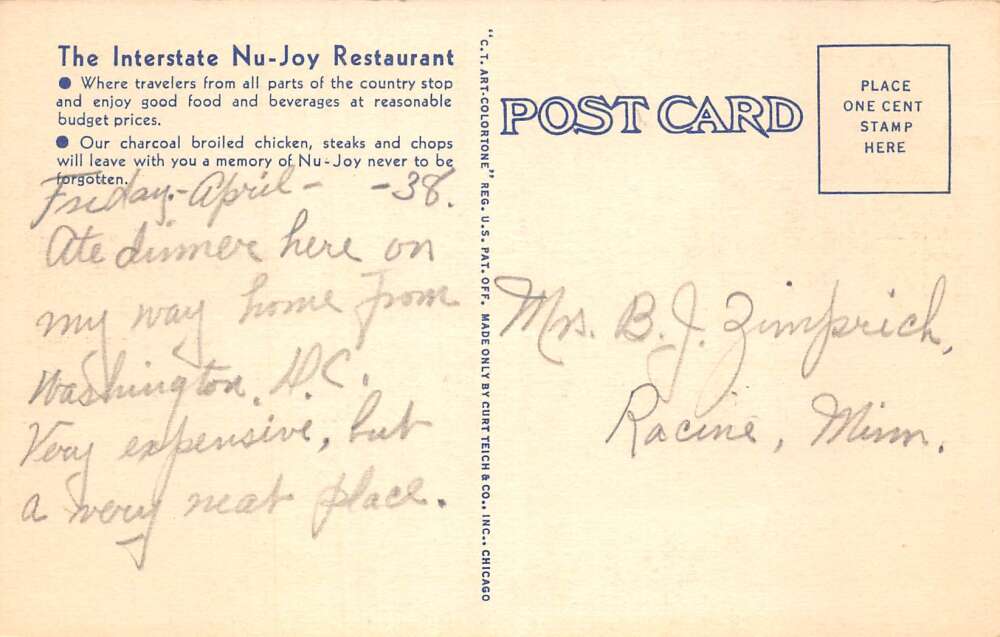 The Interstate Nu-Joy Restaurant
● Where travelers from all parts of the country stop
and enjoy good food and beverages at reasonable
budget prices.
● Our charcoal broiled chicken, steaks and chops
will leave with you a memory of Nu-Joy never to be
forgotten.
Friday-April- -38.
Ate dinner here on
my way home from
Washington, D.C.
Very expensive, but
a very neat place.
"C.T. ART-COLORTONE" REG. U.S. PAT. OFF. MADE ONLY BY CURT TEICH & CO., INC., CHICAGO
POST CARD
PLACE
ONE CENT
STAMP
HERE
Mrs. B.J. Zimprich,
Racine, Minn.